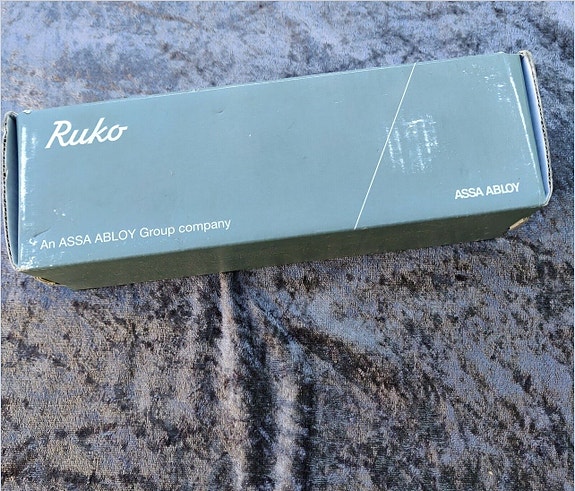 Ruko
An ASSA ABLOY Group company
ASSA ABLOY